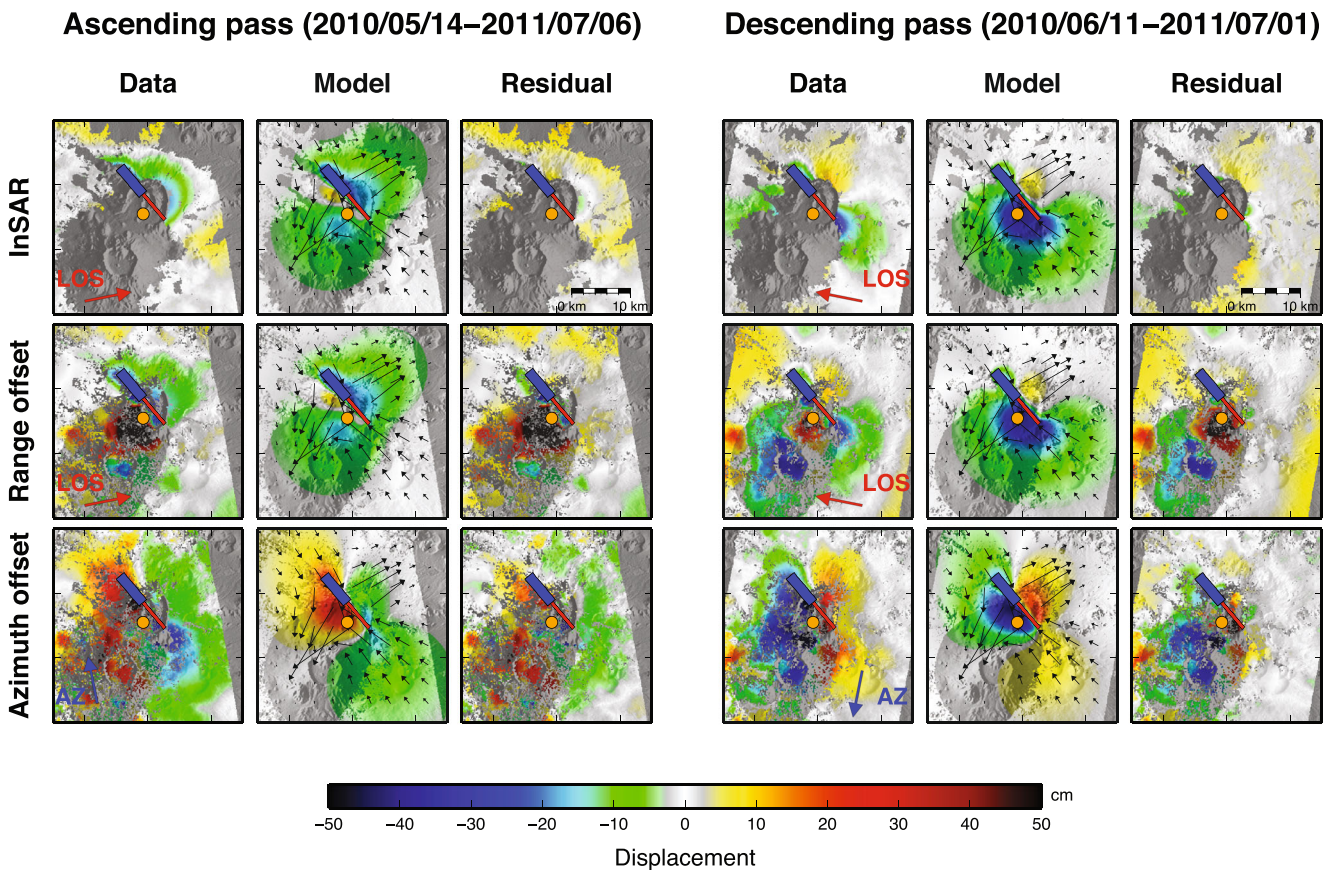 Ascending pass (2010/05/14–2011/07/06)
Descending pass (2010/06/11–2011/07/01)
Data
Model
Residual
Data
Model
Residual
InSAR
LOS
0 km 10 km
LOS
0 km 10 km
Range offset
LOS
LOS
Azimuth offset
AZ
AZ
cm
−50 −40 −30 −20 −10 0 10 20 30 40 50
Displacement